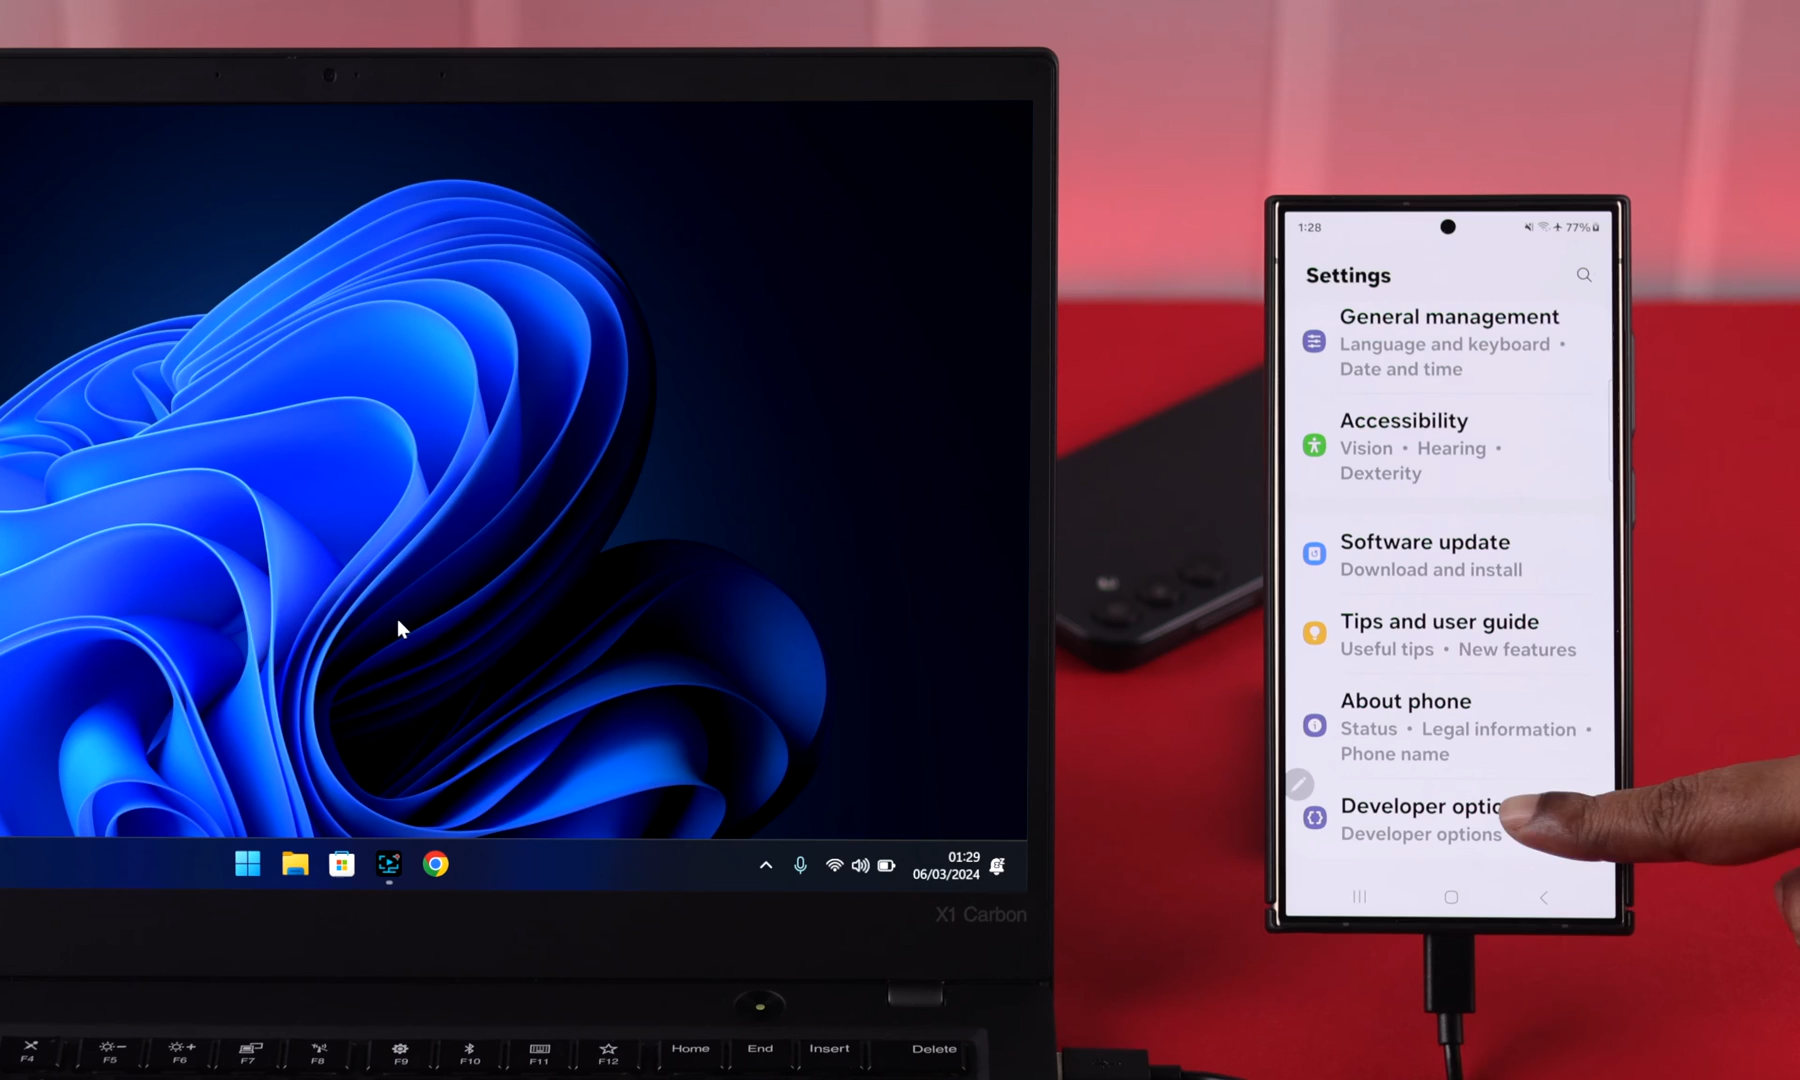 01:29
06/03/2024
X1 Carbon
F4
F5
F6
F7
F8
F9
F10
F11
F12
Home
End
Insert
Delete
1:28
77%
Settings
General management
Language and keyboard •
Date and time
Accessibility
Vision • Hearing •
Dexterity
Software update
Download and install
Tips and user guide
Useful tips • New features
About phone
Status • Legal information •
Phone name
Developer optio
Developer options